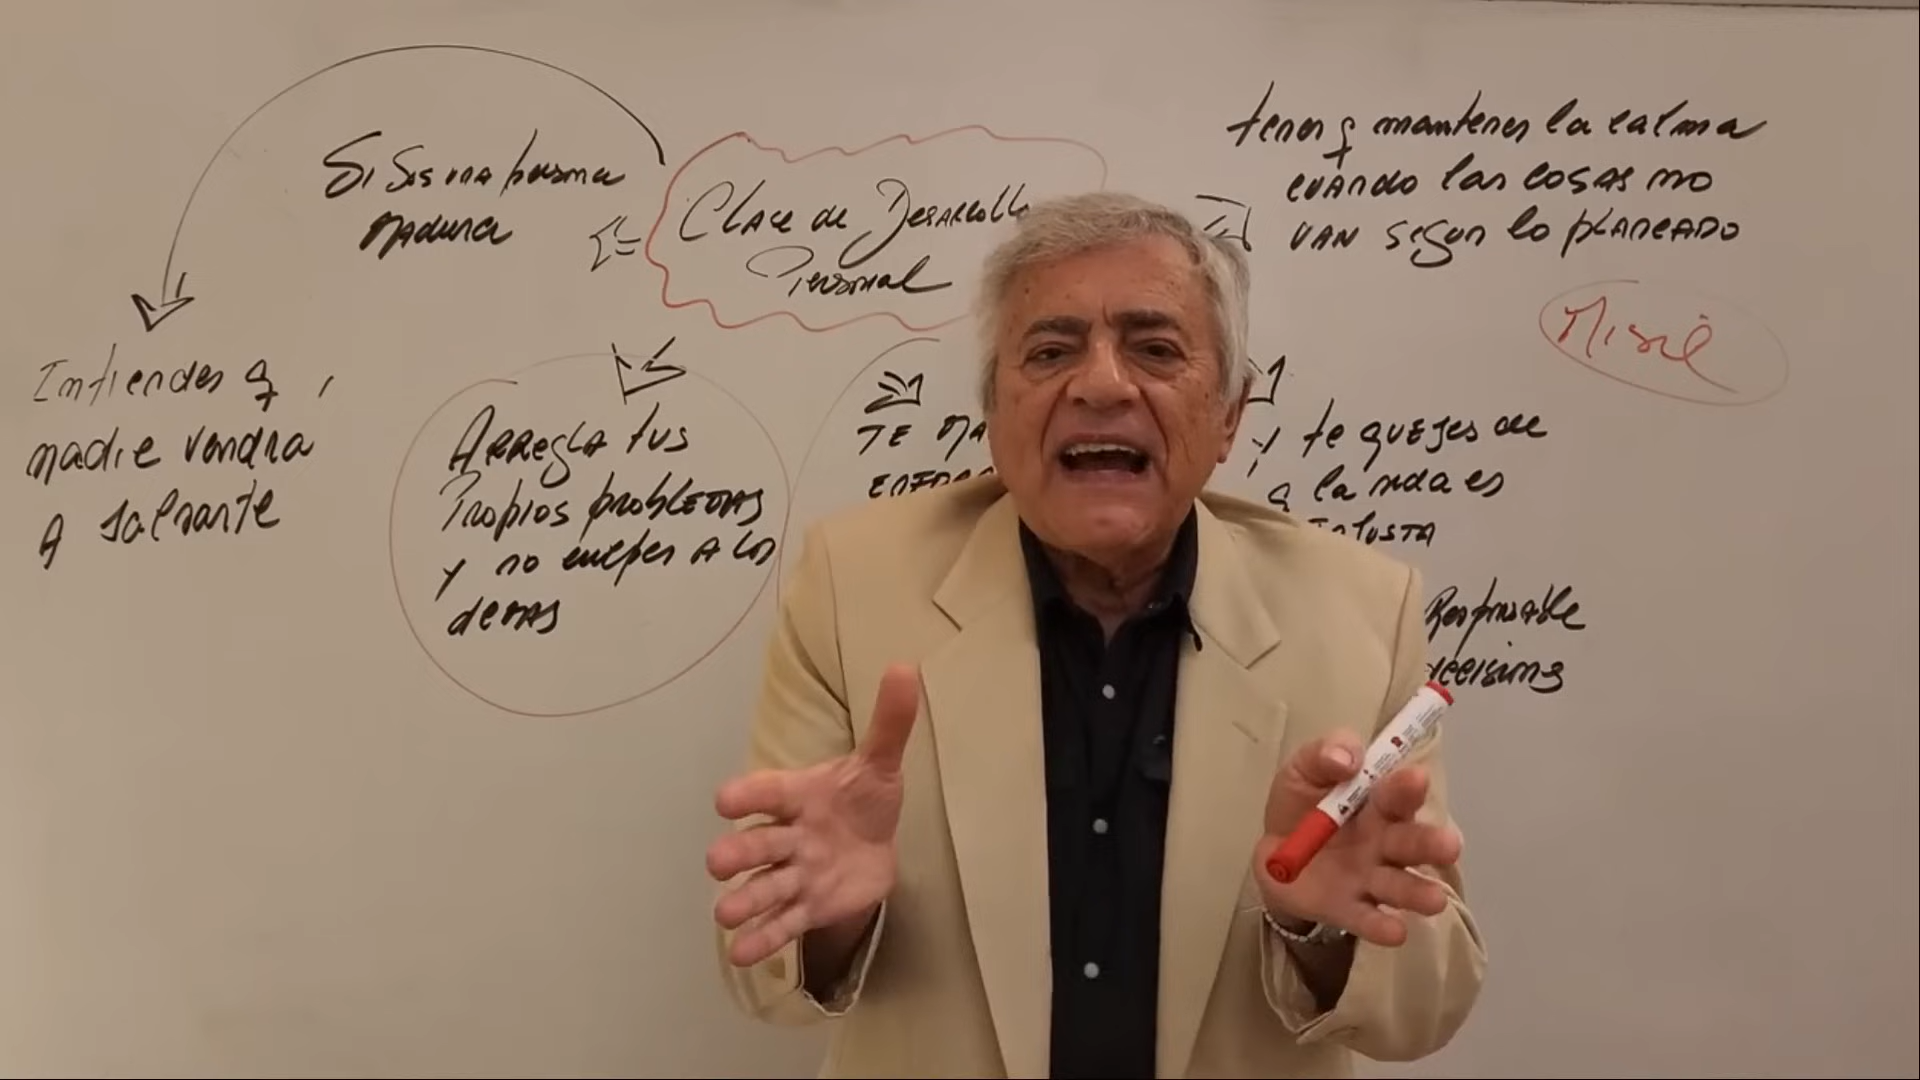 Si Sos una persona
madura
Clase de Desarrollo
Personal
tenes q mantener la calma
cuando las cosas no
van segun lo planeado
Misil
Entiendes q
nadie vendra
a salvarte
Arregla tus
Propios problemas
y no culpes a los
demas
TE
y te quejes de
q la vida es
Responsable
decisiones